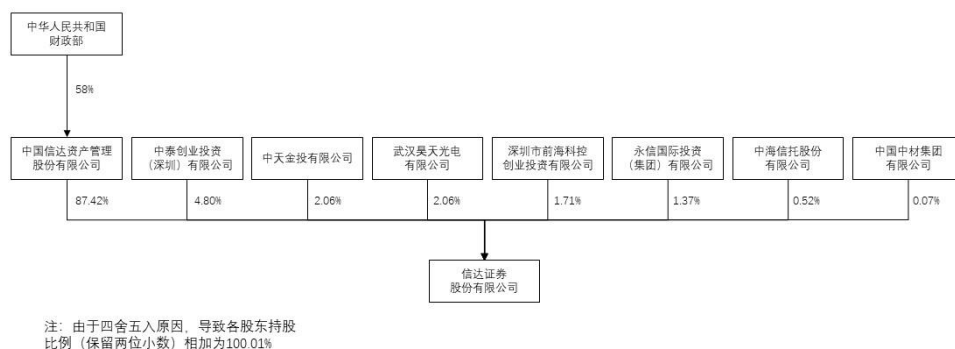 中华人民共和国
财政部
58%
中国信达资产管理
股份有限公司
中泰创业投资
（深圳）有限公司
中天金投有限公司
武汉昊天光电
有限公司
深圳市前海科控
创业投资有限公司
永信国际投资
（集团）有限公司
中海信托股份
有限公司
中国中材集团
有限公司
87.42%
4.80%
2.06%
2.06%
1.71%
1.37%
0.52%
0.07%
信达证券
股份有限公司
注：由于四舍五入原因，导致各股东持股
比例（保留两位小数）相加为100.01%